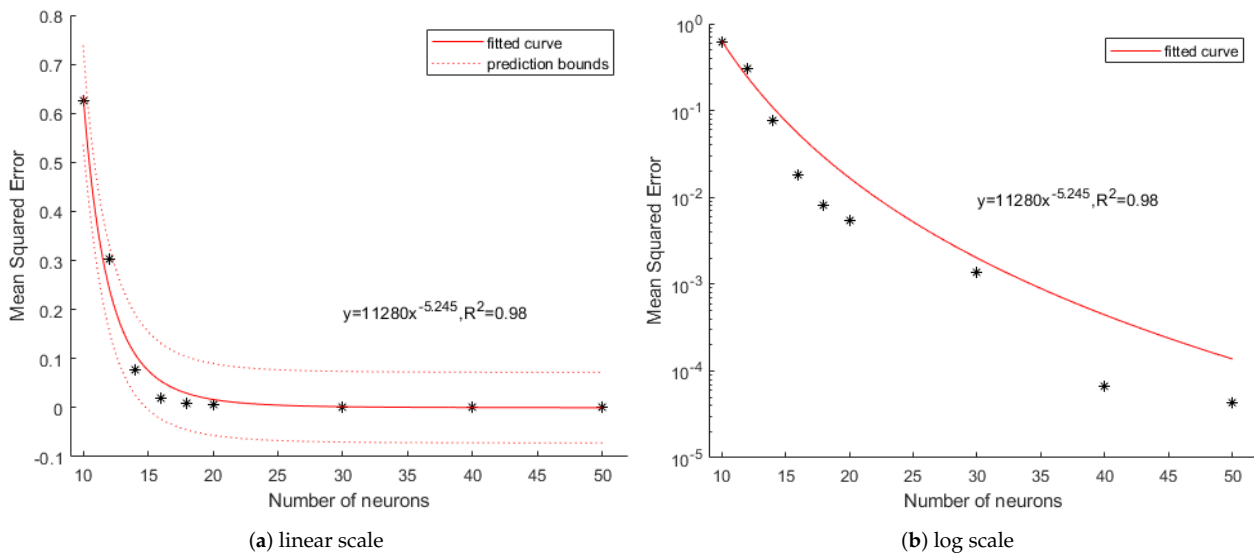 0.8
0.7
0.6
0.5
0.4
0.3
0.2
0.1
0
-0.1
10 15 20 25 30 35 40 45 50
Mean Squared Error
Number of neurons
fitted curve
prediction bounds
y=11280x^-5.245,R^2=0.98
(a) linear scale
10^0
10^-1
10^-2
10^-3
10^-4
10^-5
10 15 20 25 30 35 40 45 50
Mean Squared Error
Number of neurons
fitted curve
y=11280x^-5.245,R^2=0.98
(b) log scale